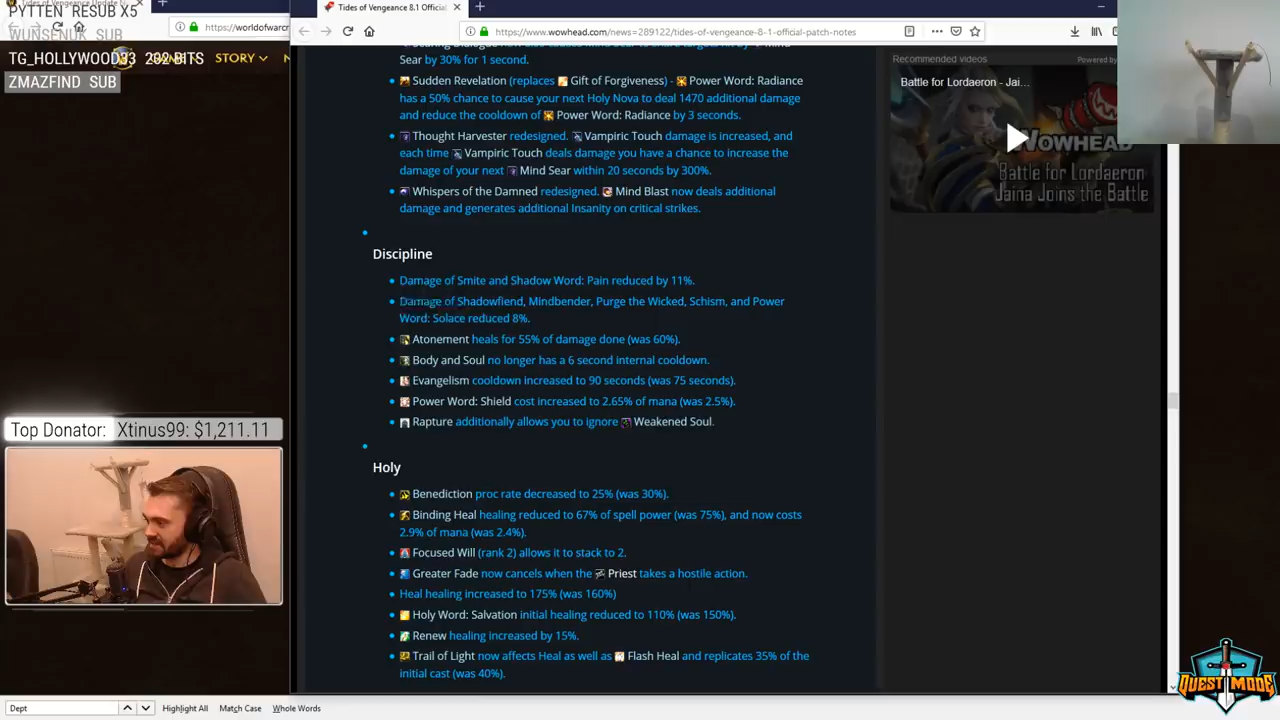 PYTTEN RESUB X5
WUNSENUK SUB
TG_HOLLYWOOD93 202 BITS
ZMAZFIND SUB
STORY
https://worldofwarcr
Tides of Vengeance 8.1 Official
https://www.wowhead.com/news=289122/tides-of-vengeance-8-1-official-patch-notes
Sear by 30% for 1 second.
Sudden Revelation (replaces Gift of Forgiveness) - Power Word: Radiance
has a 50% chance to cause your next Holy Nova to deal 1470 additional damage
and reduce the cooldown of Power Word: Radiance by 3 seconds.
Thought Harvester redesigned. Vampiric Touch damage is increased, and
each time Vampiric Touch deals damage you have a chance to increase the
damage of your next Mind Sear within 20 seconds by 300%.
Whispers of the Damned redesigned. Mind Blast now deals additional
damage and generates additional Insanity on critical strikes.
Discipline
Damage of Smite and Shadow Word: Pain reduced by 11%.
Damage of Shadowfiend, Mindbender, Purge the Wicked, Schism, and Power
Word: Solace reduced 8%.
Atonement heals for 55% of damage done (was 60%).
Body and Soul no longer has a 6 second internal cooldown.
Evangelism cooldown increased to 90 seconds (was 75 seconds).
Power Word: Shield cost increased to 2.65% of mana (was 2.5%).
Rapture additionally allows you to ignore Weakened Soul.
Holy
Benediction proc rate decreased to 25% (was 30%).
Binding Heal healing reduced to 67% of spell power (was 75%), and now costs
2.9% of mana (was 2.4%).
Focused Will (rank 2) allows it to stack to 2.
Greater Fade now cancels when the Priest takes a hostile action.
Heal healing increased to 175% (was 160%)
Holy Word: Salvation initial healing reduced to 110% (was 150%).
Renew healing increased by 15%.
Trail of Light now affects Heal as well as Flash Heal and replicates 35% of the
initial cast (was 40%).
Recommended videos
Powered by
Battle for Lordaeron - Jai...
WOWHEAD
Battle for Lordaeron
Jaina Joins the Battle
Top Donator: Xtinus99: $1,211.11
QUEST MODE
Dept
Highlight All
Match Case
Whole Words